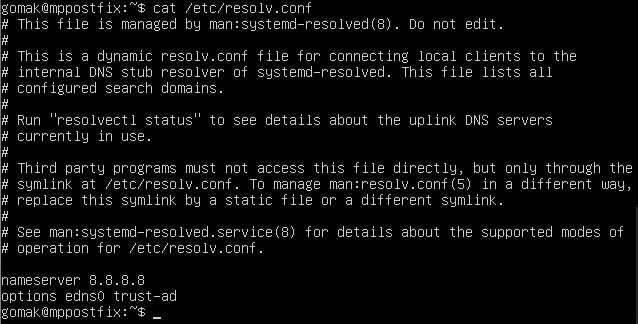 gomak@mppostfix:~$ cat /etc/resolv.conf
# This file is managed by man:systemd-resolved(8). Do not edit.
#
# This is a dynamic resolv.conf file for connecting local clients to the
# internal DNS stub resolver of systemd-resolved. This file lists all
# configured search domains.
#
# Run "resolvectl status" to see details about the uplink DNS servers
# currently in use.
#
# Third party programs must not access this file directly, but only through the
# symlink at /etc/resolv.conf. To manage man:resolv.conf(5) in a different way,
# replace this symlink by a static file or a different symlink.
#
# See man:systemd-resolved.service(8) for details about the supported modes of
# operation for /etc/resolv.conf.

nameserver 8.8.8.8
options edns0 trust-ad
gomak@mppostfix:~$ _